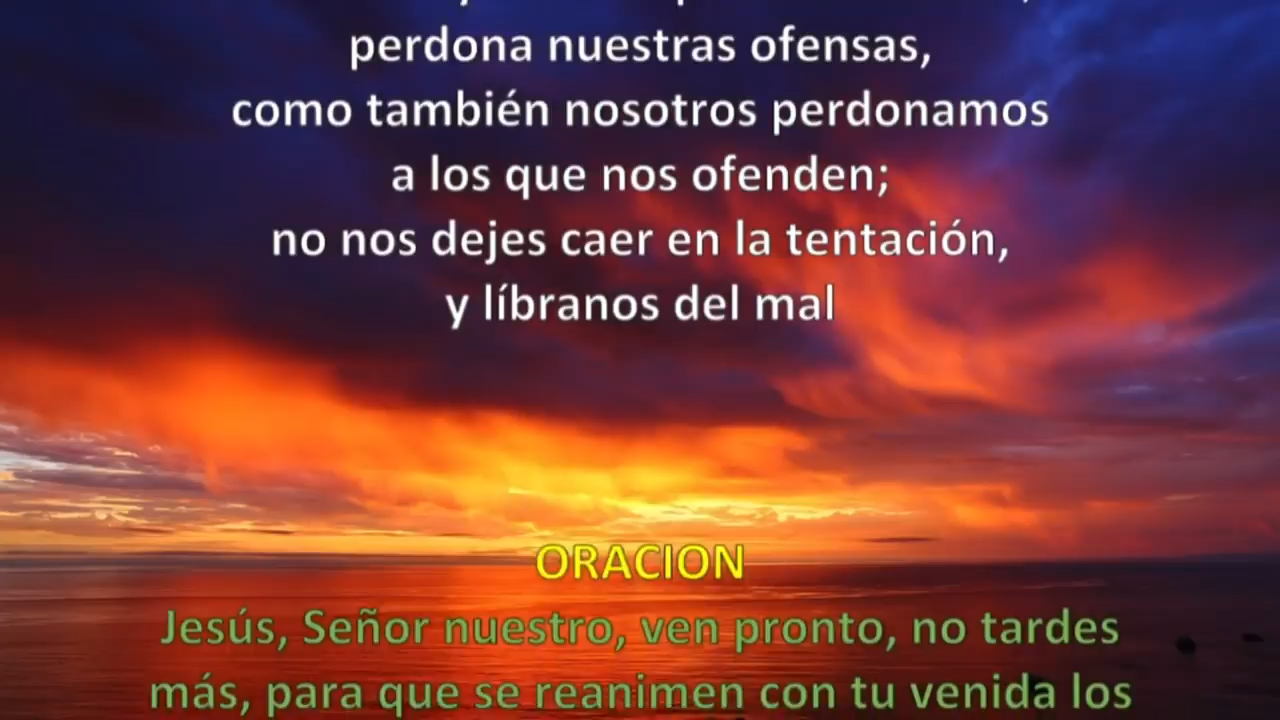 perdona nuestras ofensas,
como también nosotros perdonamos
a los que nos ofenden;
no nos dejes caer en la tentación,
y líbranos del mal
ORACION
Jesús, Señor nuestro, ven pronto, no tardes
más, para que se reanimen con tu venida los